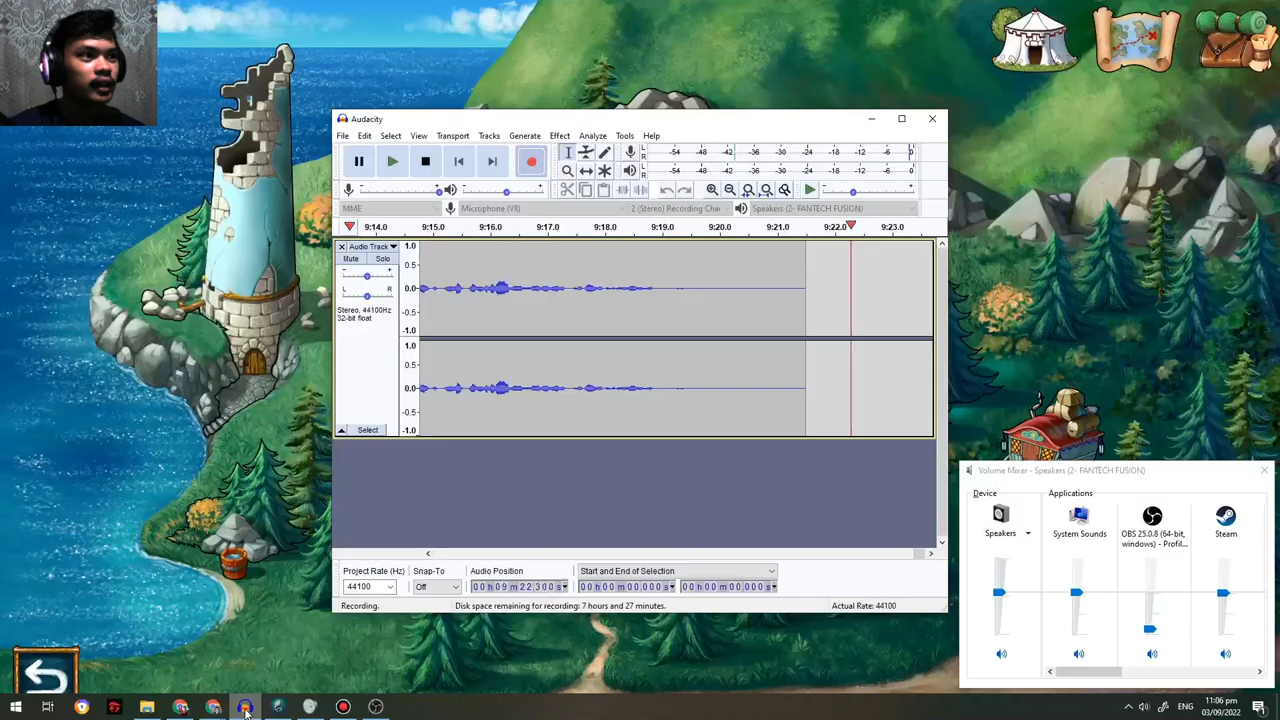 Audacity
File Edit Select View Transport Tracks Generate Effect Analyze Tools Help
L R -54 -48 -42 -36 -30 -24 -18 -12 -6 0
L R -54 -48 -42 -36 -30 -24 -18 -12 -6 0
MME Microphone (V8) 2 (Stereo) Recording Chan Speakers (2- FANTECH FUSION)
9:14.0 9:15.0 9:16.0 9:17.0 9:18.0 9:19.0 9:20.0 9:21.0 9:22.0 9:23.0
Audio Track
Mute Solo
- +
L R
Stereo, 44100Hz
32-bit float
Select
1.0
0.5
0.0
-0.5
-1.0
1.0
0.5
0.0
-0.5
-1.0
Project Rate (Hz) Snap-To Audio Position Start and End of Selection
44100 Off 00h09m22.300s 00h00m00.000s 00h00m00.000s
Recording. Disk space remaining for recording: 7 hours and 27 minutes. Actual Rate: 44100
Volume Mixer - Speakers (2- FANTECH FUSION)
Device Applications
Speakers System Sounds OBS 25.0.8 (64-bit, windows) - Profil... Steam
ENG
11:06 pm
03/09/2022
1